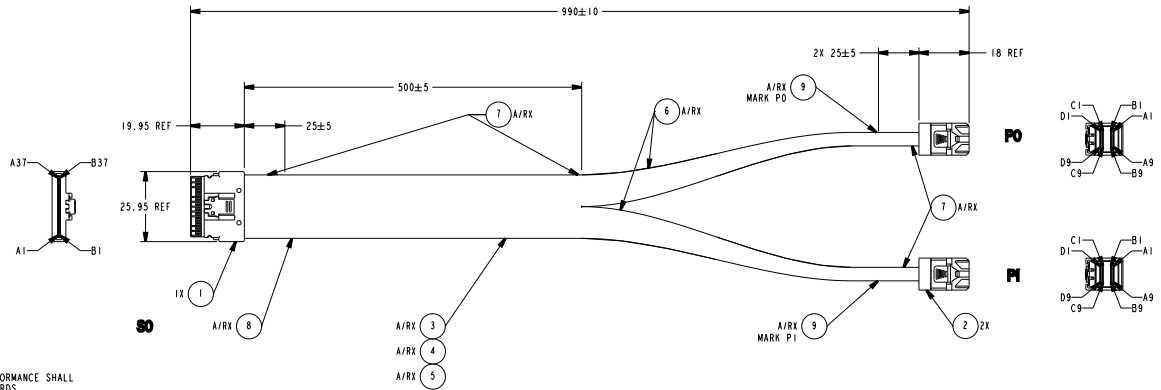 990±10
2X 25±5
18 REF
A/RX 9
MARK P0
500±5
7 A/RX
6 A/RX
19.95 REF
25±5
C1
B1
D1
A1
P0
A37
B37
D9
A9
C9
B9
25.95 REF
7 A/RX
A1
B1
C1
B1
D1
A1
P1
1X 1
D9
A9
C9
B9
S0
A/RX 8
A/RX 3
A/RX 9
MARK P1
2 2X
A/RX 4
A/RX 5
ORMANCE SHALL
RDS